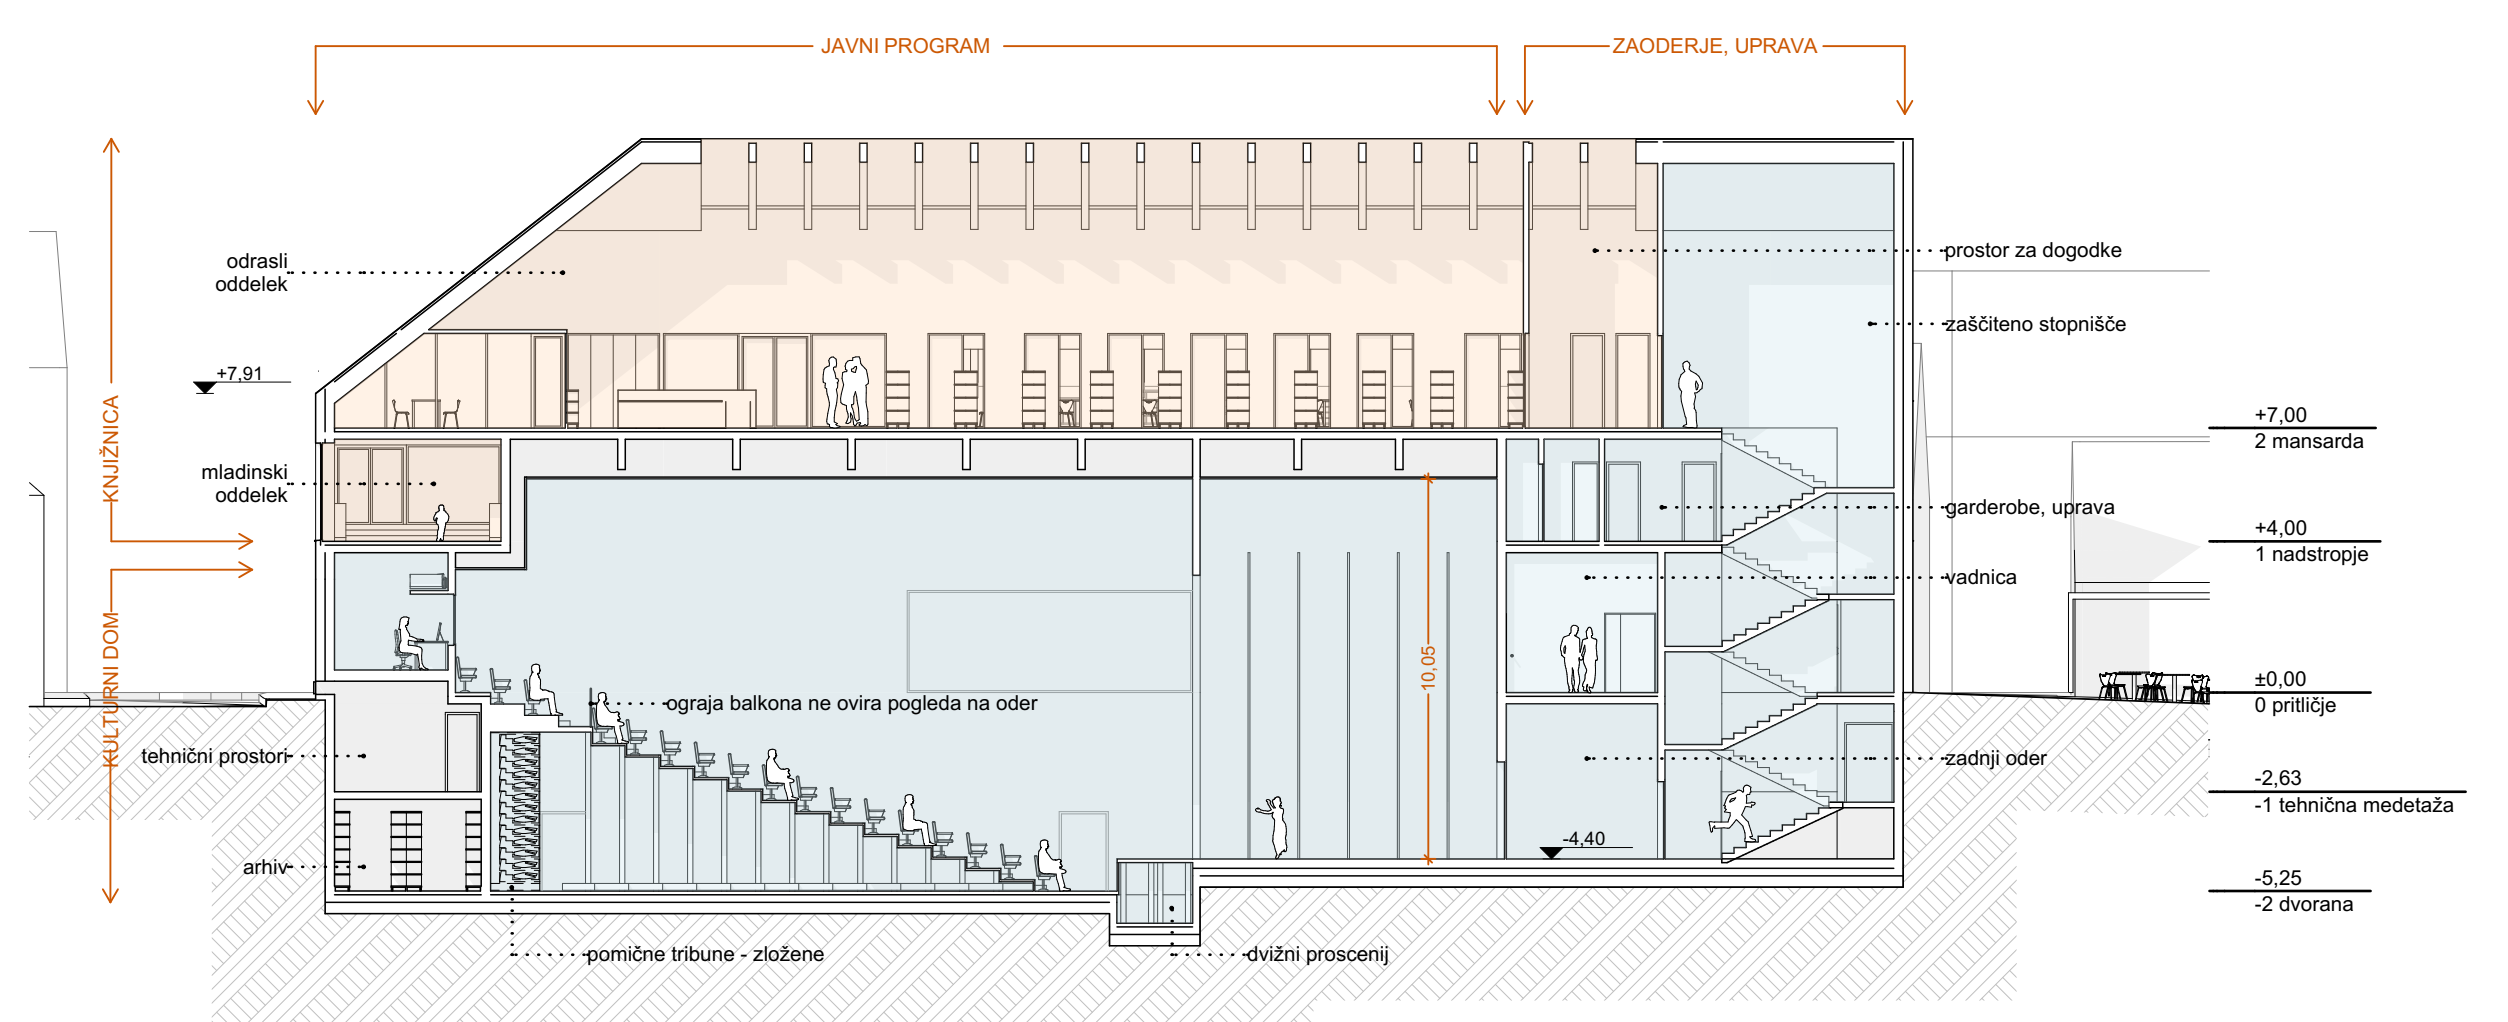 JAVNI PROGRAM
ZAODERJE, UPRAVA
KNJIŽNICA
KULTURNI DOM
odrasli
oddelek
+7,91
mladinski
oddelek
tehnični prostori
arhiv
ograja balkona ne ovira pogleda na oder
10,05
-4,40
pomične tribune - zložene
dvižni proscenij
prostor za dogodke
zaščiteno stopnišče
garderobe, uprava
vadnica
zadnji oder
+7,00
2 mansarda
+4,00
1 nadstropje
±0,00
0 pritličje
-2,63
-1 tehnična medetaža
-5,25
-2 dvorana